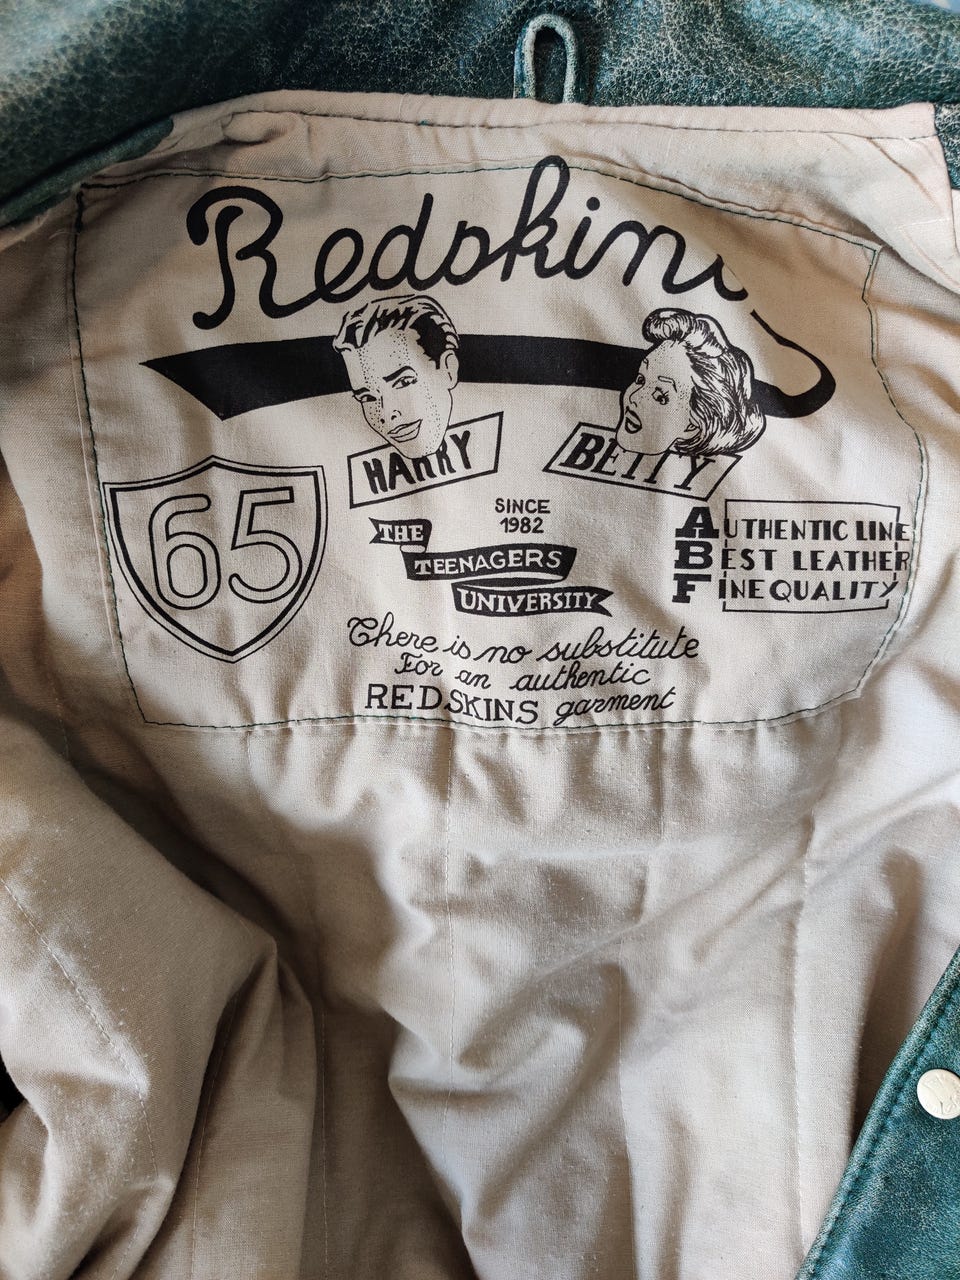 Redskins
HARRY
BETTY
65
SINCE
1982
THE
TEENAGERS
UNIVERSITY
AUTHENTIC LINE
BEST LEATHER
FINE QUALITY
There is no substitute
For an authentic
REDSKINS garment